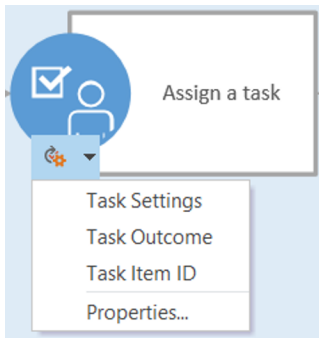 Assign a task
Task Settings
Task Outcome
Task Item ID
Properties...